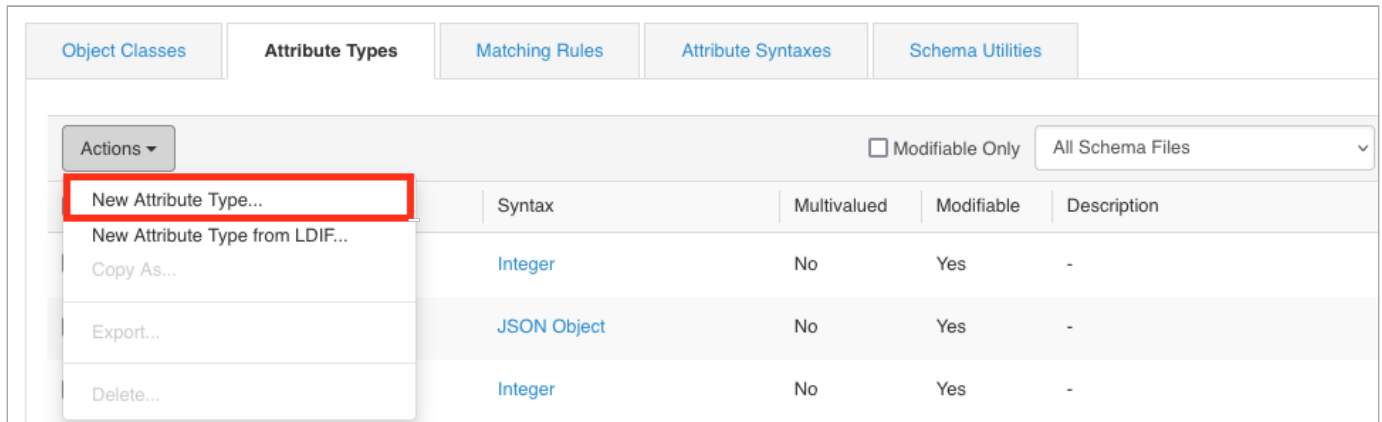 Object Classes Attribute Types Matching Rules Attribute Syntaxes Schema Utilities
Actions Modifiable Only All Schema Files
New Attribute Type...
Syntax Multivalued Modifiable Description
New Attribute Type from LDIF...
Copy As...
Integer No Yes -
Export...
JSON Object No Yes -
Delete...
Integer No Yes -